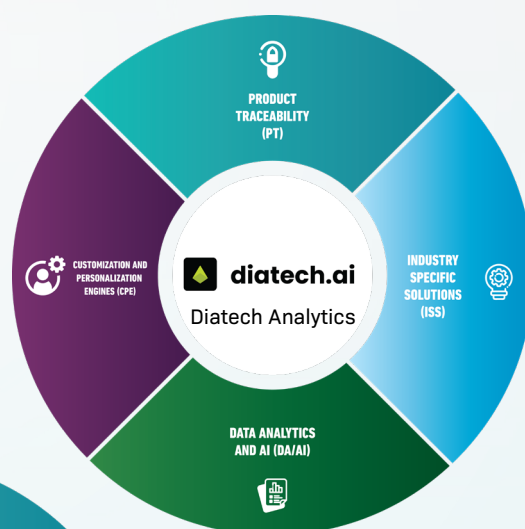 PRODUCT
TRACEABILITY
(PT)
CUSTOMIZATION AND
PERSONALIZATION
ENGINES (CPE)
diatech.ai
Diatech Analytics
INDUSTRY
SPECIFIC
SOLUTIONS
(ISS)
DATA ANALYTICS
AND AI (DA/AI)